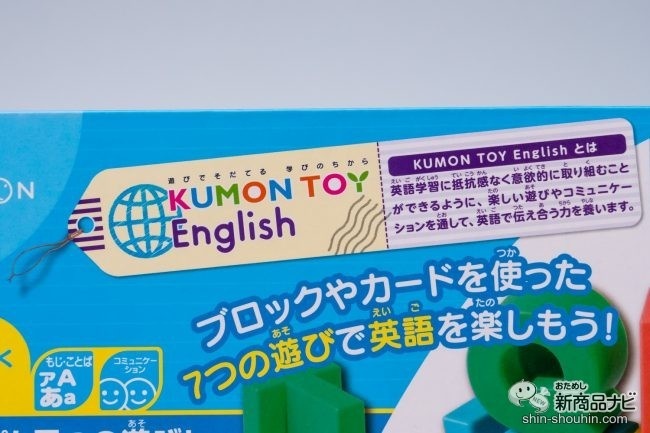 遊びでそだてる 学びのちから
KUMON TOY
English
KUMON TOY English とは
英語学習に抵抗感なく意欲的に取り組むこと
ができるように、楽しい遊びやコミュニケー
ションを通して、英語で伝え合う力を養います。
ON
ブロックやカードを使った
7つの遊びで英語を楽しもう!
もじ・ことば
アA
あa
コミュニケー
ション
おためし
新商品ナビ
shin-shouhin.com